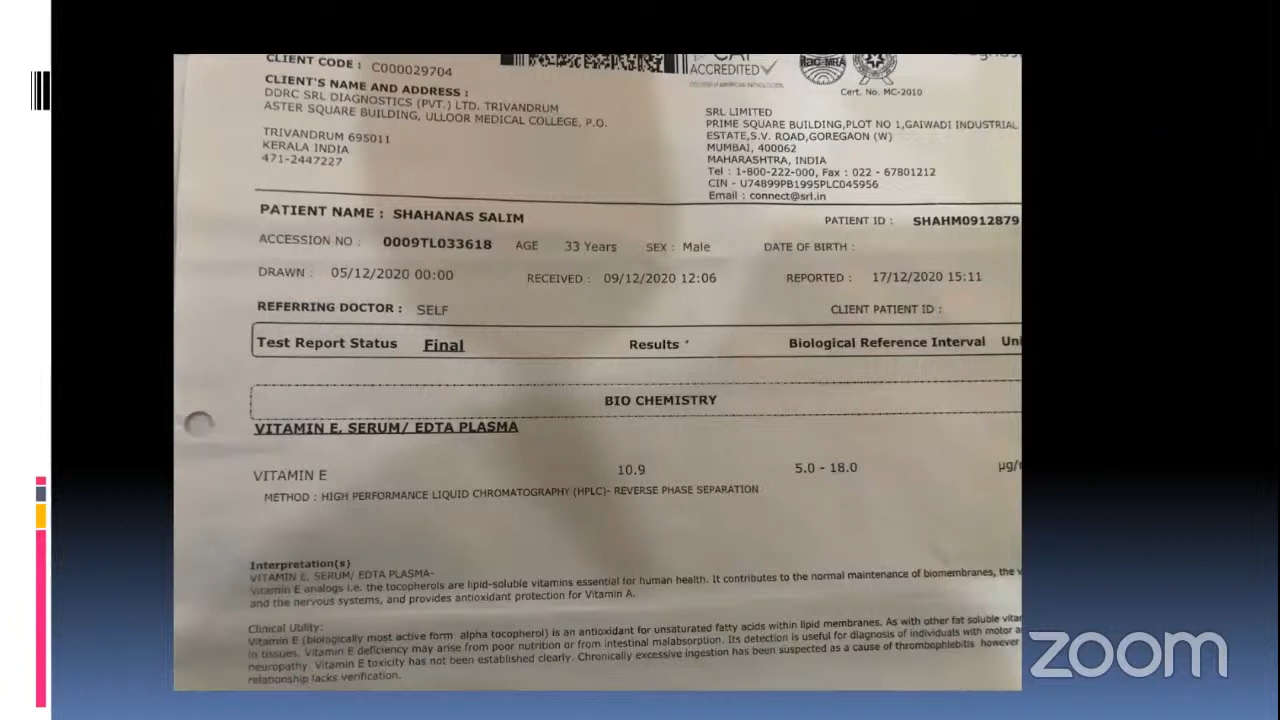 CLIENT CODE : C000029704
CLIENT'S NAME AND ADDRESS :
DDRC SRL DIAGNOSTICS (PVT.) LTD. TRIVANDRUM
ASTER SQUARE BUILDING, ULLOOR MEDICAL COLLEGE, P.O.
TRIVANDRUM 695011
KERALA INDIA
471-2447227
ACCREDITED
Cert. No. MC-2010
SRL LIMITED
PRIME SQUARE BUILDING,PLOT NO 1,GAIWADI INDUSTRIAL
ESTATE,S.V. ROAD,GOREGAON (W)
MUMBAI, 400062
MAHARASHTRA, INDIA
Tel : 1-800-222-000, Fax : 022 - 67801212
CIN - U74899PB1995PLC045956
Email : connect@srl.in
PATIENT NAME : SHAHANAS SALIM
PATIENT ID : SHAHM0912879
ACCESSION NO : 0009TL033618 AGE 33 Years SEX : Male DATE OF BIRTH :
DRAWN : 05/12/2020 00:00 RECEIVED : 09/12/2020 12:06 REPORTED : 17/12/2020 15:11
REFERRING DOCTOR : SELF CLIENT PATIENT ID :
Test Report Status Final Results Biological Reference Interval
BIO CHEMISTRY
VITAMIN E, SERUM/ EDTA PLASMA
VITAMIN E 10.9 5.0 - 18.0
METHOD : HIGH PERFORMANCE LIQUID CHROMATOGRAPHY (HPLC)- REVERSE PHASE SEPARATION
Interpretation(s)
VITAMIN E, SERUM/ EDTA PLASMA-
Vitamin E analogs i.e. the tocopherols are lipid-soluble vitamins essential for human health. It contributes to the normal maintenance of biomembranes, the
and the nervous systems, and provides antioxidant protection for Vitamin A.
Clinical Utility:
Vitamin E (biologically most active form alpha tocopherol) is an antioxidant for unsaturated fatty acids within lipid membranes. As with other fat soluble
in tissues. Vitamin E deficiency may arise from poor nutrition or from intestinal malabsorption. Its detection is useful for diagnosis of individuals with motor
neuropathy. Vitamin E toxicity has not been established clearly. Chronically excessive ingestion has been suspected as a cause of thrombophlebitis however
relationship lacks verification.
zoom